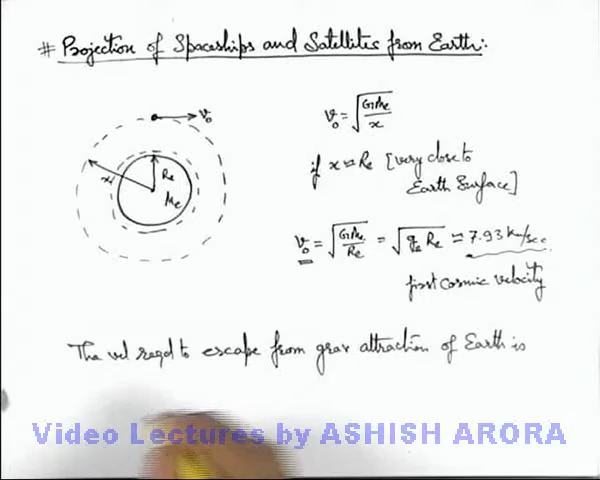 # Projection of Spaceships and Satellites from Earth:
v₀
x
Re
Me
v₀ = √(GMe/x)
if x ≃ Re [very close to
Earth Surface]
v₀ = √(GMe/Re) = √(gs Re) ≃ 7.93 km/sec
first cosmic velocity
The vel reqd to escape from grav attraction of Earth is
Video Lectures by ASHISH ARORA